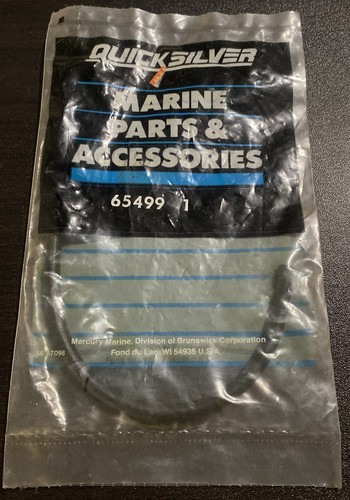 QUICKSILVER
MARINE
PARTS &
ACCESSORIES
65499 1
Mercury Marine, Division of Brunswick Corporation
Fond du Lac, WI 54935 U.S.A.